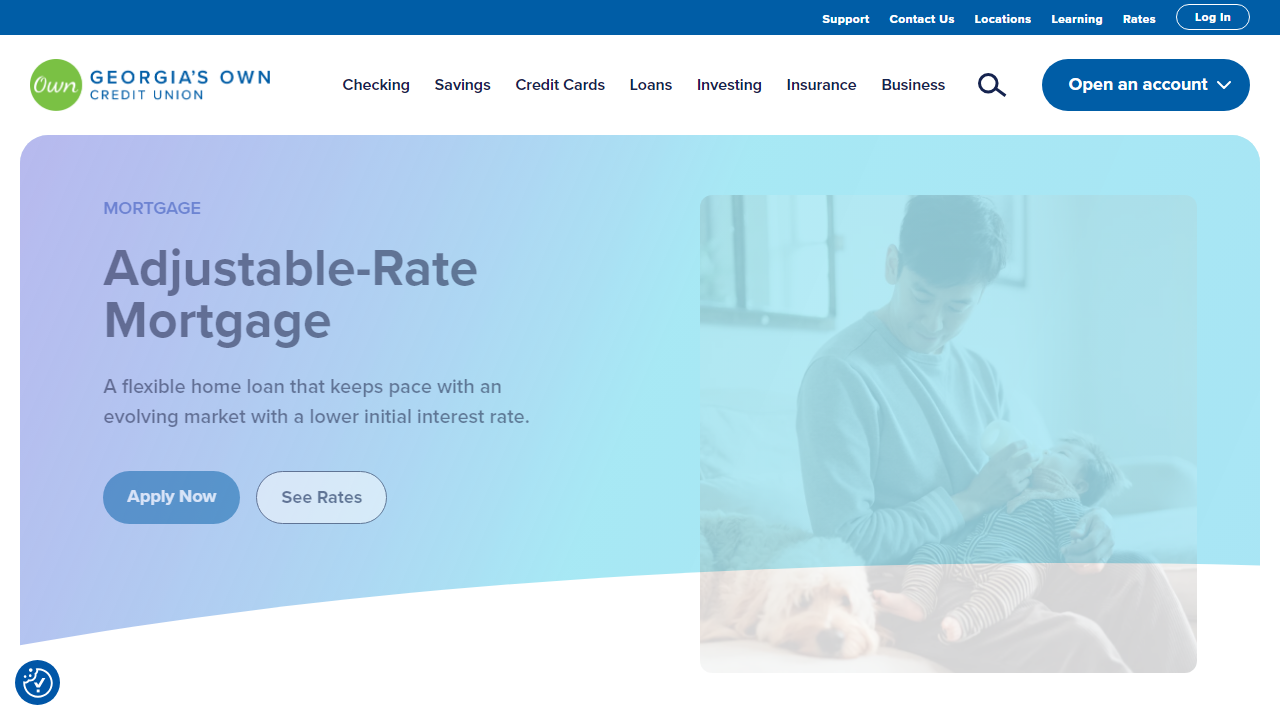 Support Contact Us Locations Learning Rates Log In
Own GEORGIA'S OWN
CREDIT UNION
Checking Savings Credit Cards Loans Investing Insurance Business Open an account
MORTGAGE
Adjustable-Rate
Mortgage
A flexible home loan that keeps pace with an
evolving market with a lower initial interest rate.
Apply Now See Rates